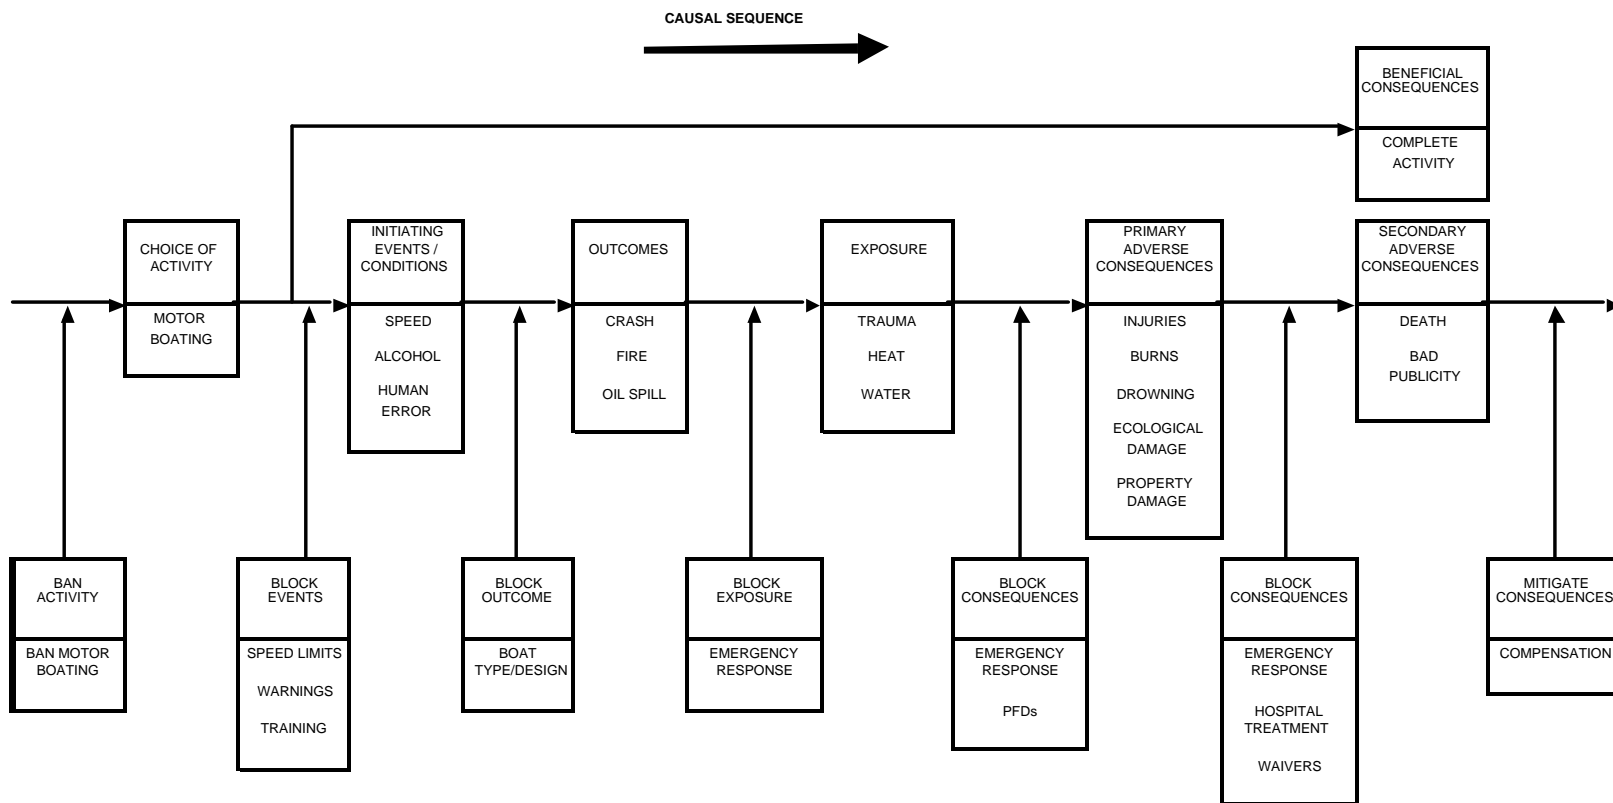 CAUSAL SEQUENCE
BENEFICIAL
CONSEQUENCES
COMPLETE
ACTIVITY
CHOICE OF
ACTIVITY
MOTOR
BOATING
INITIATING
EVENTS /
CONDITIONS
SPEED
ALCOHOL
HUMAN
ERROR
OUTCOMES
CRASH
FIRE
OIL SPILL
EXPOSURE
TRAUMA
HEAT
WATER
PRIMARY
ADVERSE
CONSEQUENCES
INJURIES
BURNS
DROWNING
ECOLOGICAL
DAMAGE
PROPERTY
DAMAGE
SECONDARY
ADVERSE
CONSEQUENCES
DEATH
BAD
PUBLICITY
BAN
ACTIVITY
BAN MOTOR
BOATING
BLOCK
EVENTS
SPEED LIMITS
WARNINGS
TRAINING
BLOCK
OUTCOME
BOAT
TYPE/DESIGN
BLOCK
EXPOSURE
EMERGENCY
RESPONSE
BLOCK
CONSEQUENCES
EMERGENCY
RESPONSE
PFDs
BLOCK
CONSEQUENCES
EMERGENCY
RESPONSE
HOSPITAL
TREATMENT
WAIVERS
MITIGATE
CONSEQUENCES
COMPENSATION